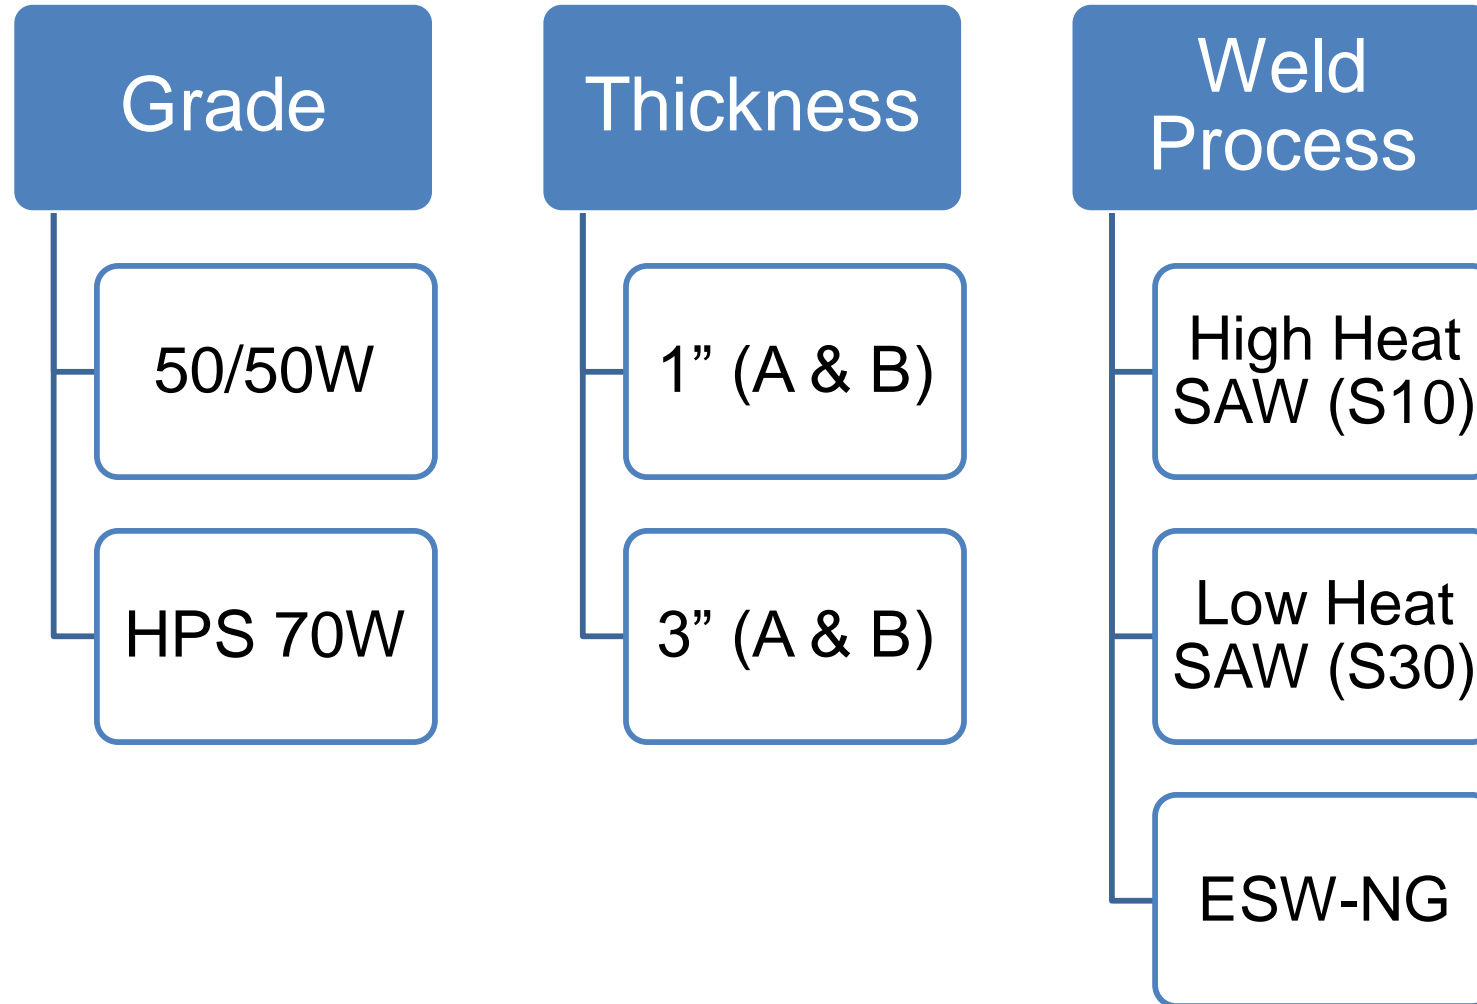 Grade
50/50W
HPS 70W
Thickness
1” (A & B)
3” (A & B)
Weld
Process
High Heat
SAW (S10)
Low Heat
SAW (S30)
ESW-NG